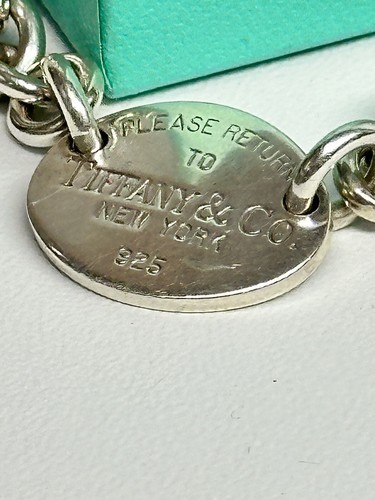 PLEASE RETURN
TO
TIFFANY & CO.
NEW YORK
925